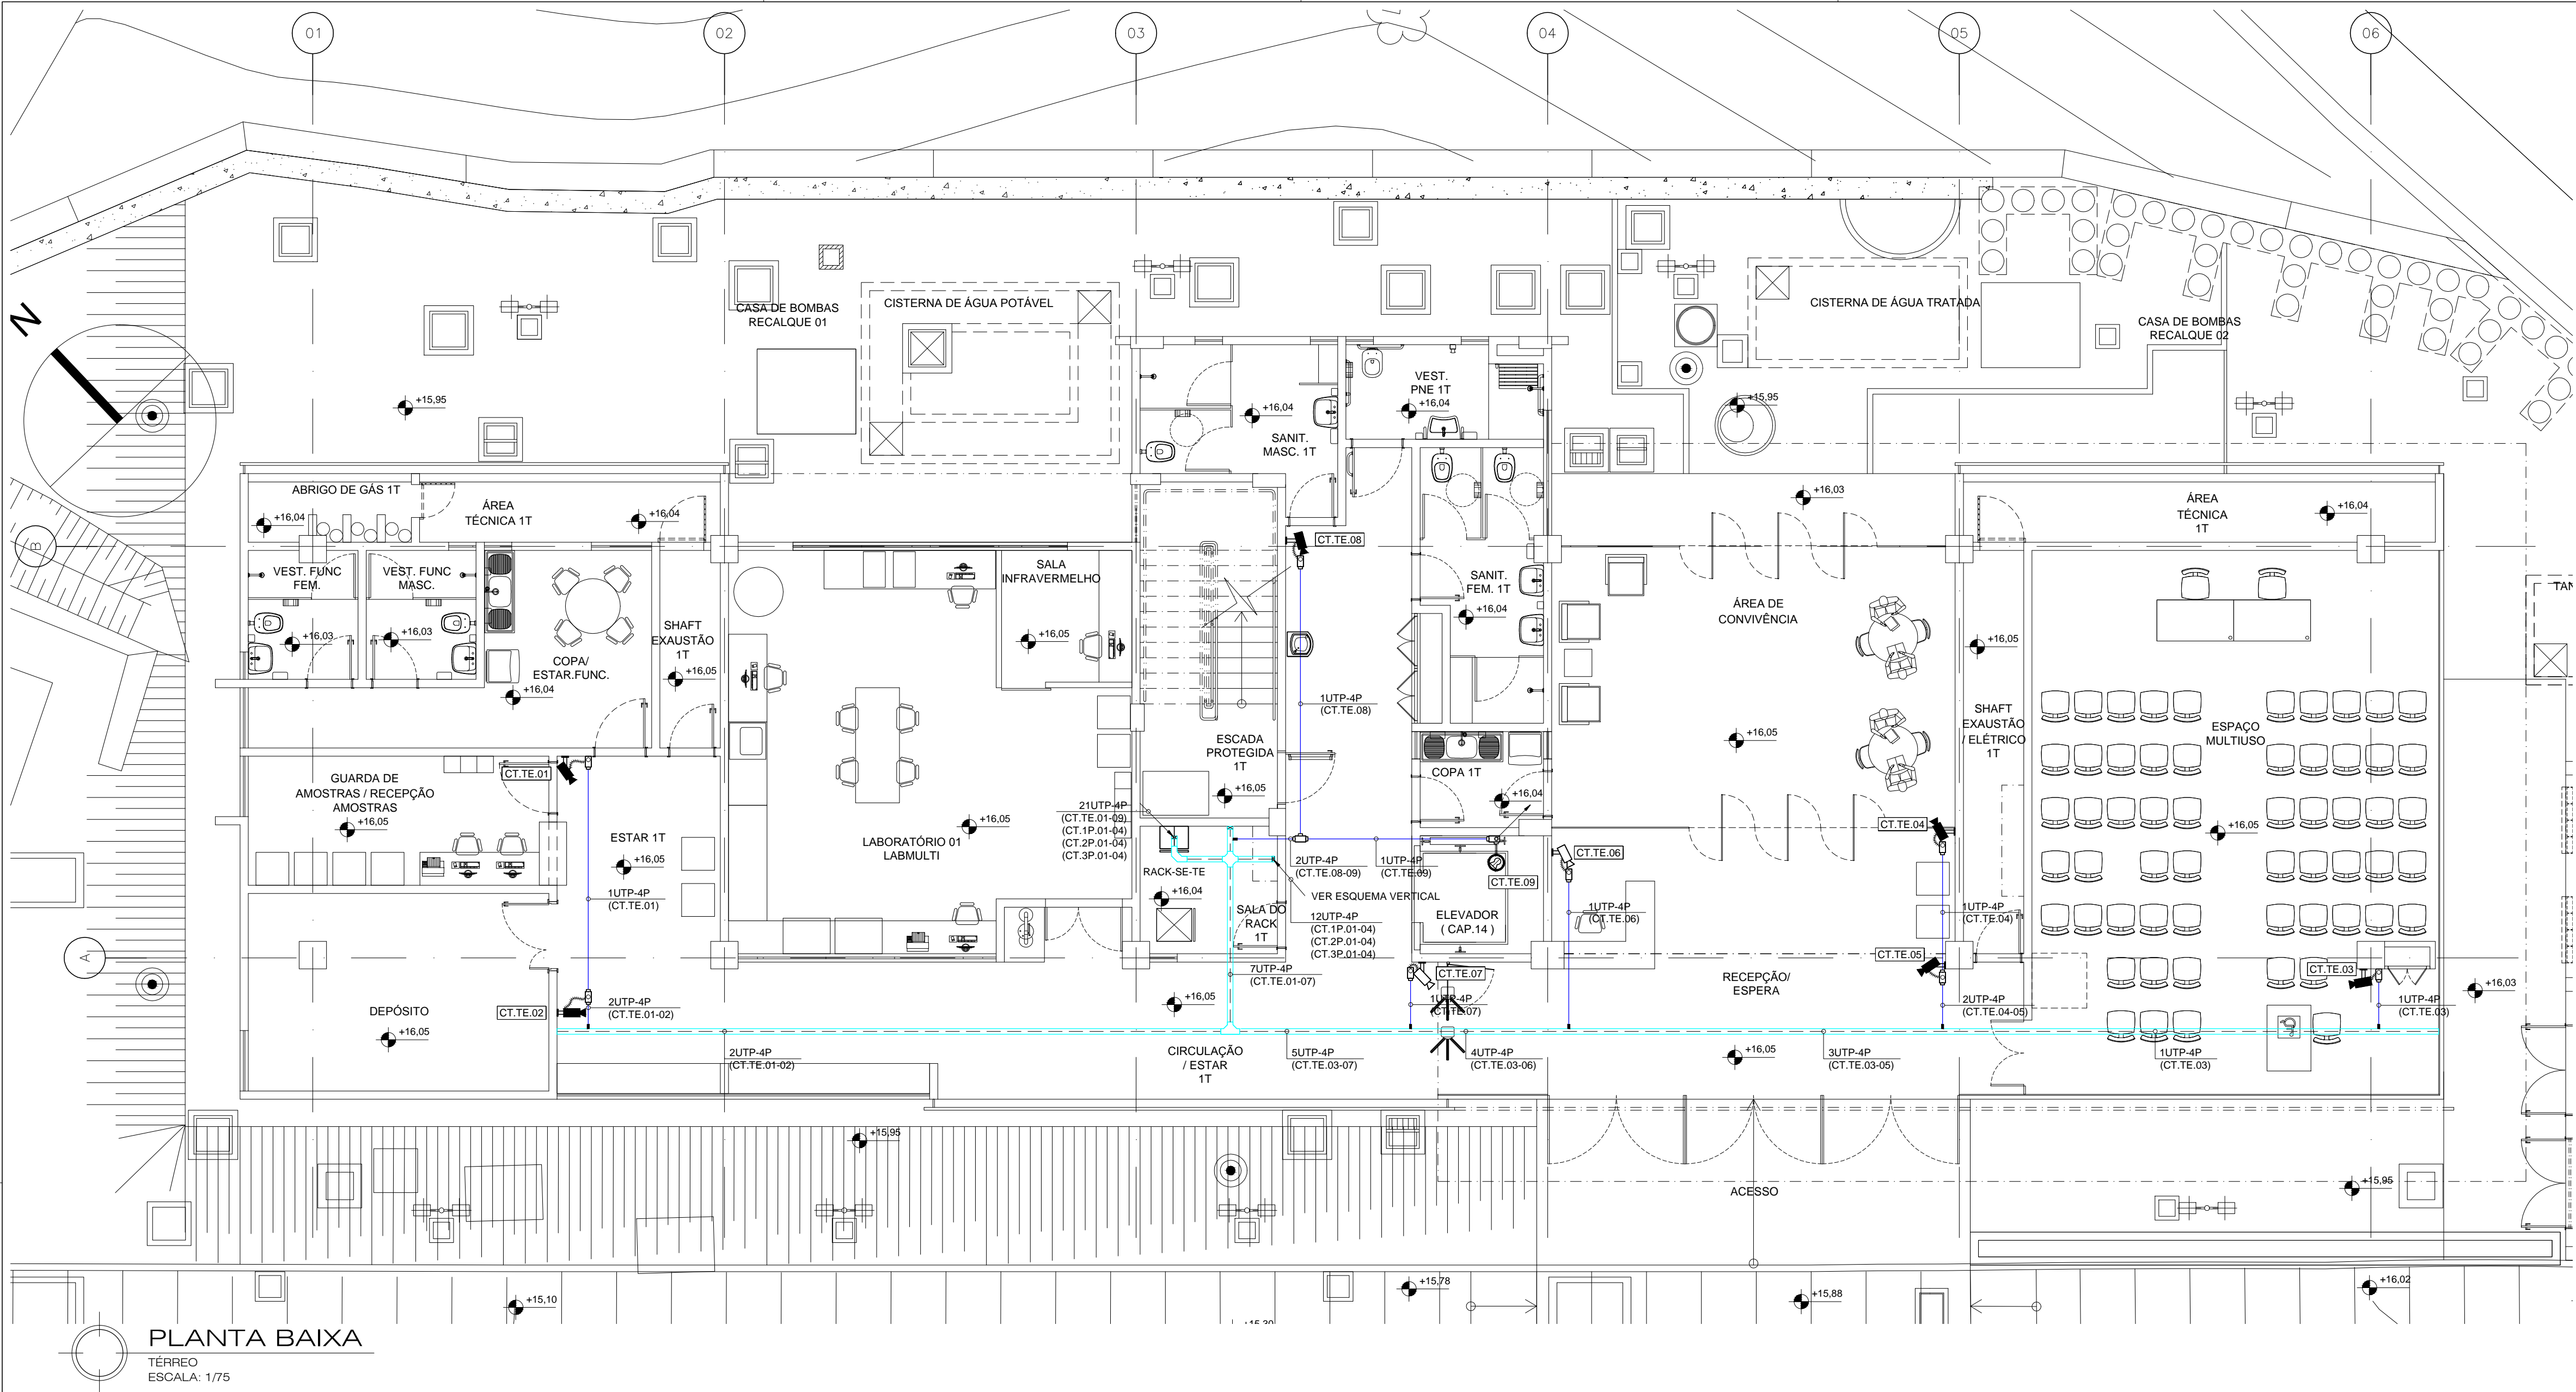 01
02
03
04
05
06
N
CASA DE BOMBAS
RECALQUE 01
CISTERNA DE ÁGUA POTÁVEL
CISTERNA DE ÁGUA TRATADA
CASA DE BOMBAS
RECALQUE 02
+15,95
+15,95
VEST.
PNE 1T
+16,04
+16,04
SANIT.
MASC. 1T
ABRIGO DE GÁS 1T
+16,04
ÁREA
TÉCNICA 1T
+16,04
+16,03
ÁREA
TÉCNICA
1T
+16,04
B
CT.TE.08
VEST. FUNC
FEM.
VEST. FUNC
MASC.
+16,03
+16,03
COPA/
ESTAR.FUNC.
+16,04
SHAFT
EXAUSTÃO
1T
+16,05
SALA
INFRAVERMELHO
+16,05
SANIT.
FEM. 1T
+16,04
ÁREA DE
CONVIVÊNCIA
+16,05
+16,05
SHAFT
EXAUSTÃO
/ ELÉTRICO
1T
ESPAÇO
MULTIUSO
+16,05
TAN
1UTP-4P
(CT.TE.08)
ESCADA
PROTEGIDA
1T
+16,05
COPA 1T
+16,04
CT.TE.01
GUARDA DE
AMOSTRAS / RECEPÇÃO
AMOSTRAS
+16,05
ESTAR 1T
+16,05
LABORATÓRIO 01
LABMULTI
+16,05
21UTP-4P
(CT.TE.01-09)
(CT.1P.01-04)
(CT.2P.01-04)
(CT.3P.01-04)
RACK-SE-TE
+16,04
2UTP-4P
(CT.TE.08-09)
1UTP-4P
(CT.TE.09)
CT.TE.09
CT.TE.06
CT.TE.04
VER ESQUEMA VERTICAL
SALA DO
RACK
1T
12UTP-4P
(CT.1P.01-04)
(CT.2P.01-04)
(CT.3P.01-04)
ELEVADOR
( CAP.14 )
1UTP-4P
(CT.TE.06)
1UTP-4P
(CT.TE.04)
1UTP-4P
(CT.TE.01)
A
7UTP-4P
(CT.TE.01-07)
CT.TE.07
CT.TE.05
CT.TE.03
RECEPÇÃO/
ESPERA
+16,03
DEPÓSITO
+16,05
CT.TE.02
2UTP-4P
(CT.TE.01-02)
+16,05
1UTP-4P
(CT.TE.07)
2UTP-4P
(CT.TE.04-05)
1UTP-4P
(CT.TE.03)
2UTP-4P
(CT.TE.01-02)
CIRCULAÇÃO
/ ESTAR
1T
5UTP-4P
(CT.TE.03-07)
4UTP-4P
(CT.TE.03-06)
+16,05
3UTP-4P
(CT.TE.03-05)
1UTP-4P
(CT.TE.03)
+15,95
ACESSO
+15,95
+15,10
+15,78
+15,88
+16,02
+15,30
PLANTA BAIXA
TÉRREO
ESCALA: 1/75